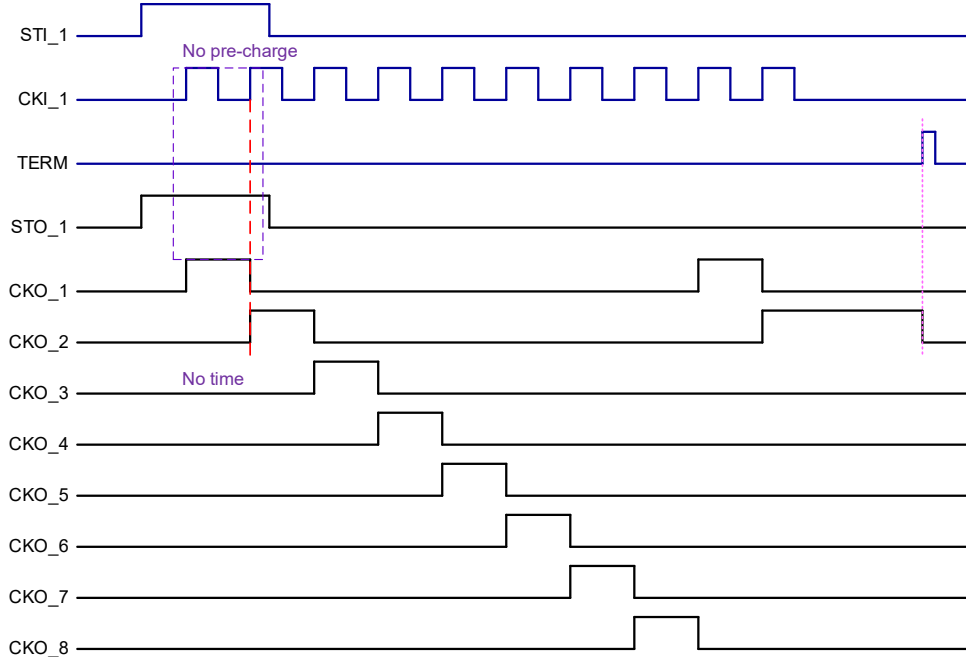 STI_1
No pre-charge
CKI_1
TERM
STO_1
CKO_1
CKO_2
No time
CKO_3
CKO_4
CKO_5
CKO_6
CKO_7
CKO_8